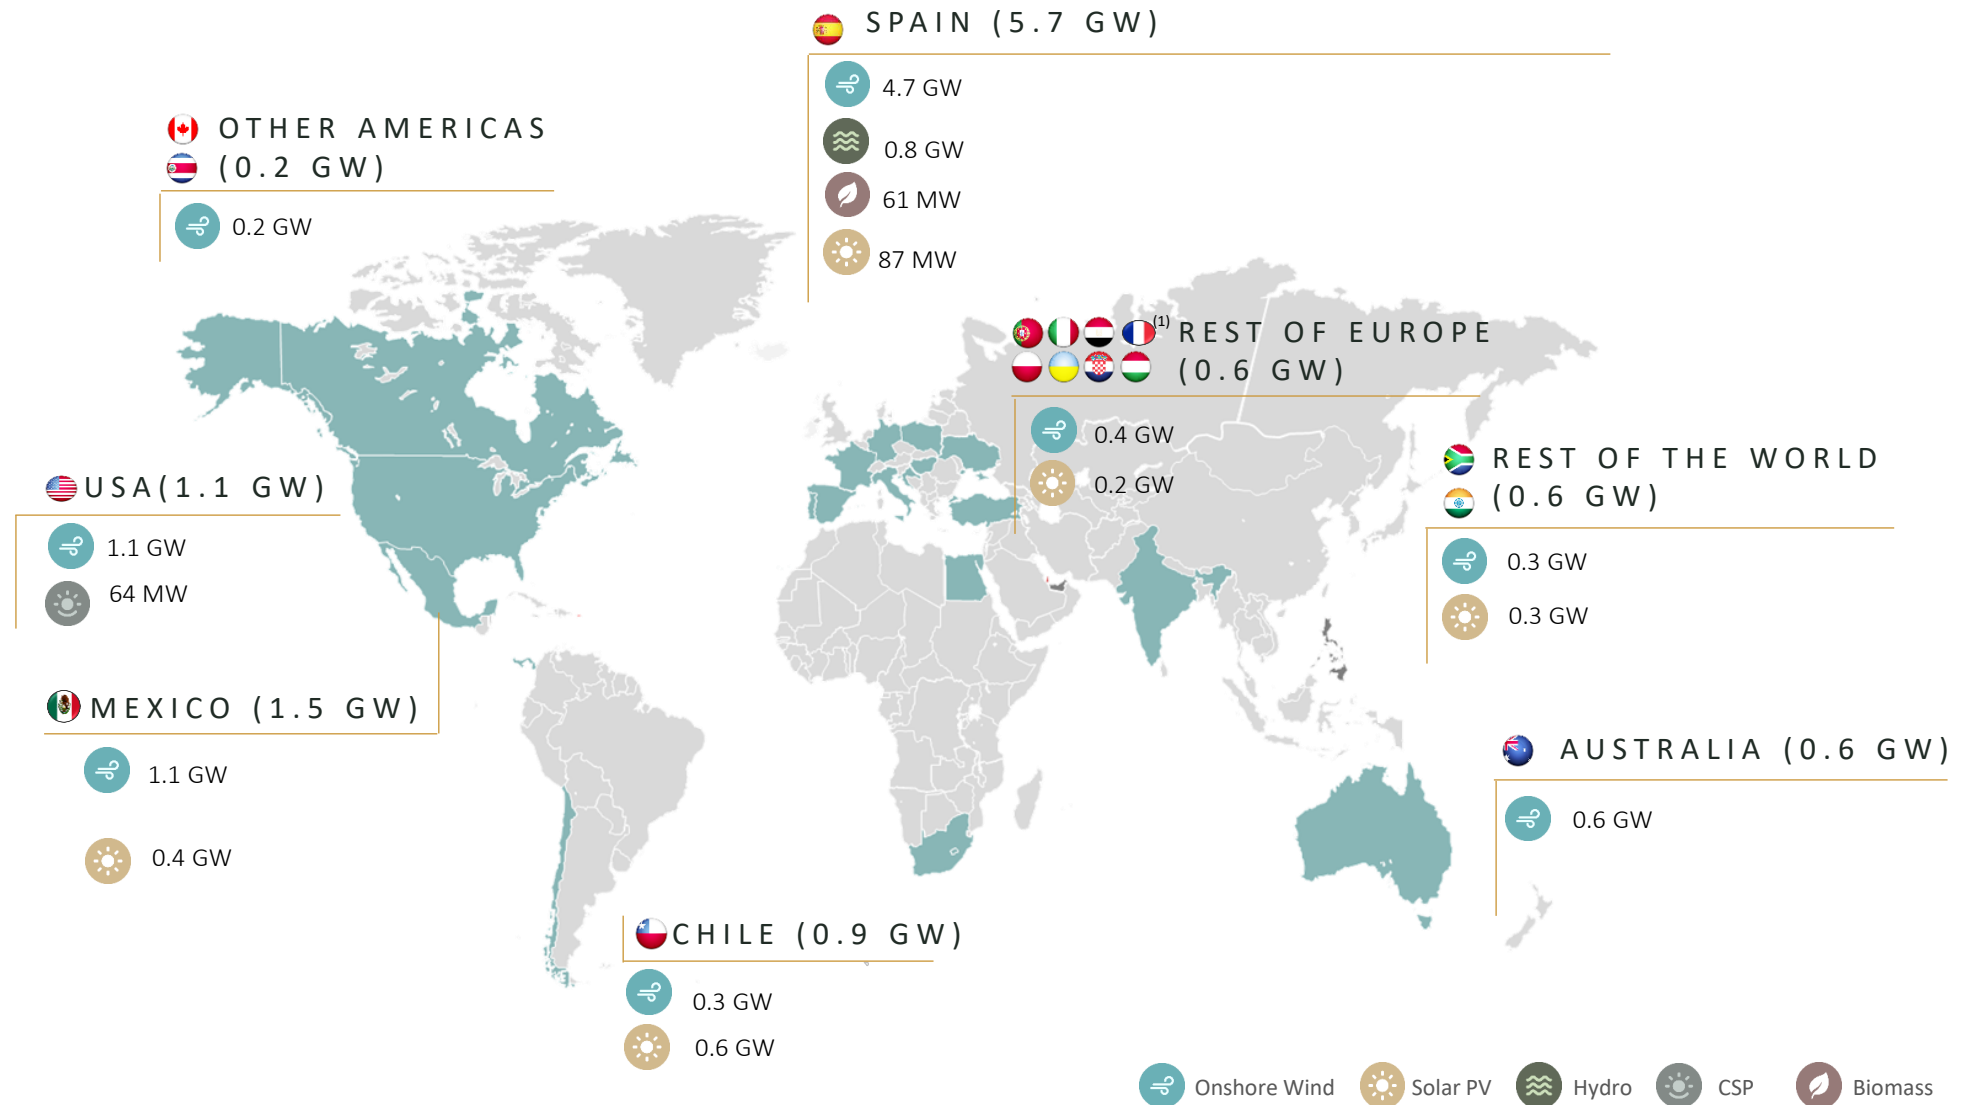 SPAIN (5.7 GW)
4.7 GW
0.8 GW
61 MW
87 MW
OTHER AMERICAS
(0.2 GW)
0.2 GW
(1) REST OF EUROPE
(0.6 GW)
0.4 GW
0.2 GW
REST OF THE WORLD
(0.6 GW)
0.3 GW
0.3 GW
USA(1.1 GW)
1.1 GW
64 MW
MEXICO (1.5 GW)
1.1 GW
0.4 GW
AUSTRALIA (0.6 GW)
0.6 GW
CHILE (0.9 GW)
0.3 GW
0.6 GW
Onshore Wind Solar PV Hydro CSP Biomass